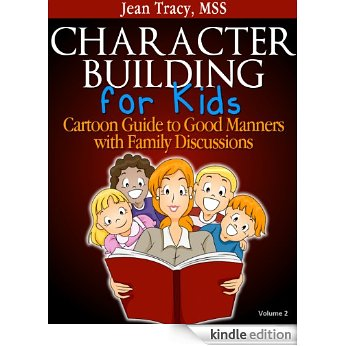 Jean Tracy, MSS
CHARACTER
BUILDING
for Kids
Cartoon Guide to Good Manners
with Family Discussions
Volume 2
kindle edition